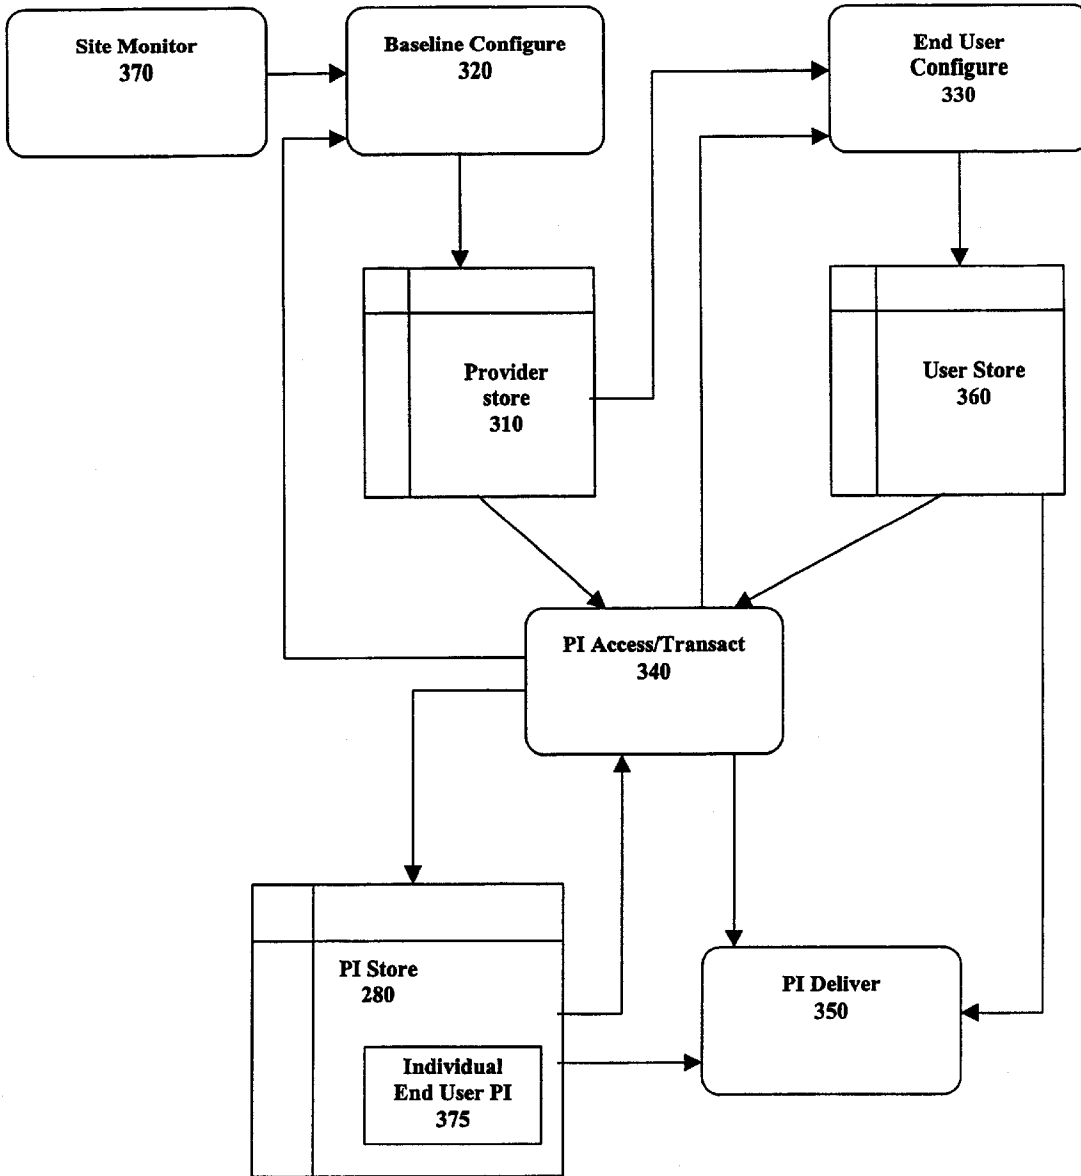 Site Monitor
370
Baseline Configure
320
End User
Configure
330
Provider
store
310
User Store
360
PI Access/Transact
340
PI Store
280
Individual
End User PI
375
PI Deliver
350